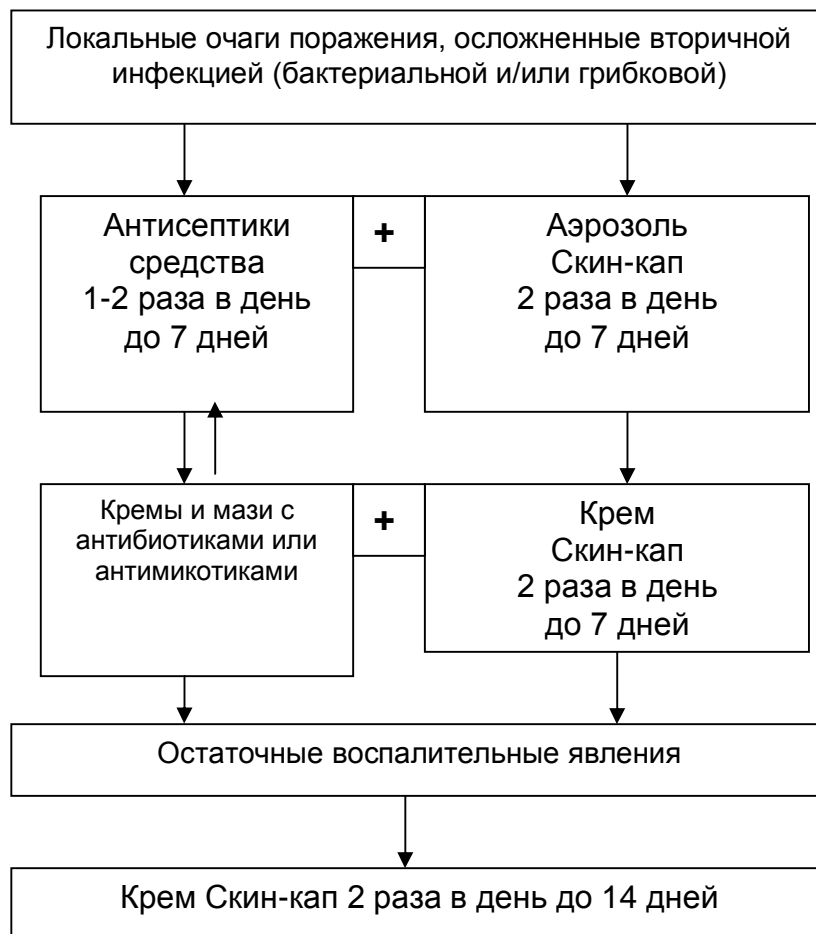 Локальные очаги поражения, осложненные вторичной
инфекцией (бактериальной и/или грибковой)
Антисептики
средства
1-2 раза в день
до 7 дней
+
Аэрозоль
Скин-кап
2 раза в день
до 7 дней
Кремы и мази с
антибиотиками или
антимикотиками
+
Крем
Скин-кап
2 раза в день
до 7 дней
Остаточные воспалительные явления
Крем Скин-кап 2 раза в день до 14 дней